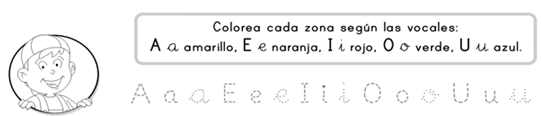 Colorea cada zona según las vocales:
A a amarillo, E e naranja, I i rojo, O o verde, U u azul.
A a a E e e I i i O o o U u u